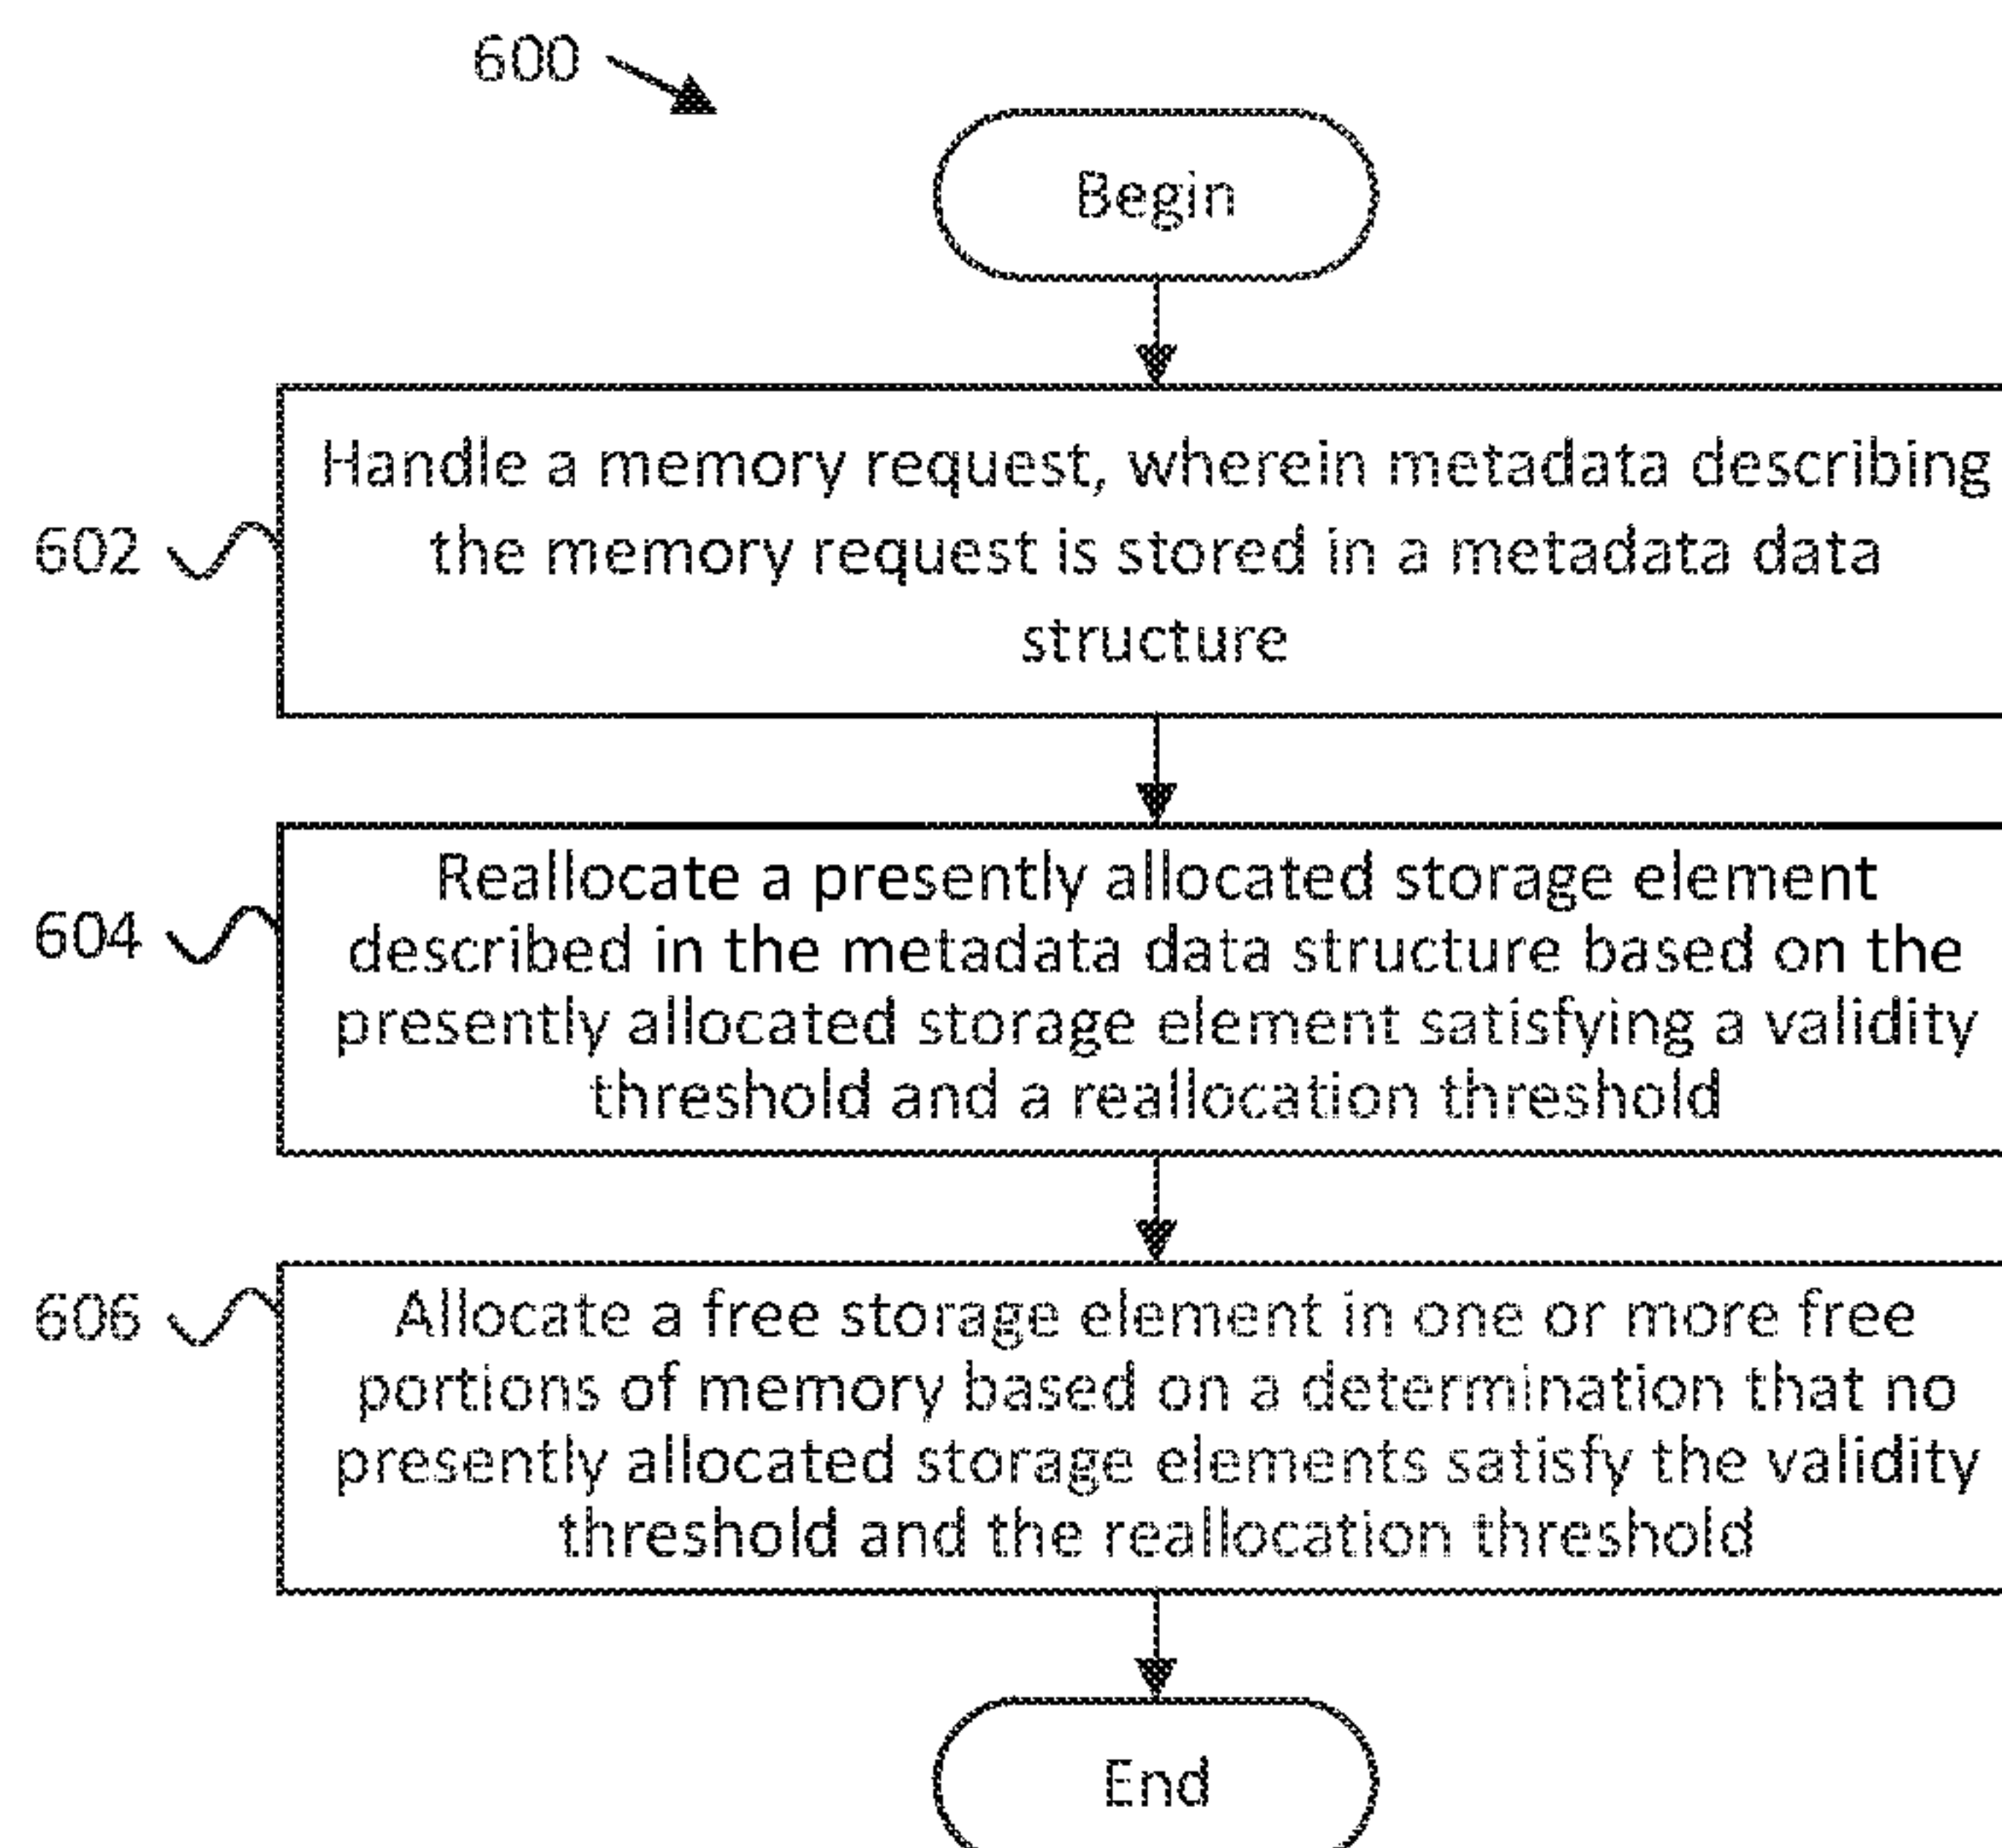 600
Begin
602
Handle a memory request, wherein metadata describing
the memory request is stored in a metadata data
structure
604
Reallocate a presently allocated storage element
described in the metadata data structure based on the
presently allocated storage element satisfying a validity
threshold and a reallocation threshold
606
Allocate a free storage element in one or more free
portions of memory based on a determination that no
presently allocated storage elements satisfy the validity
threshold and the reallocation threshold
End